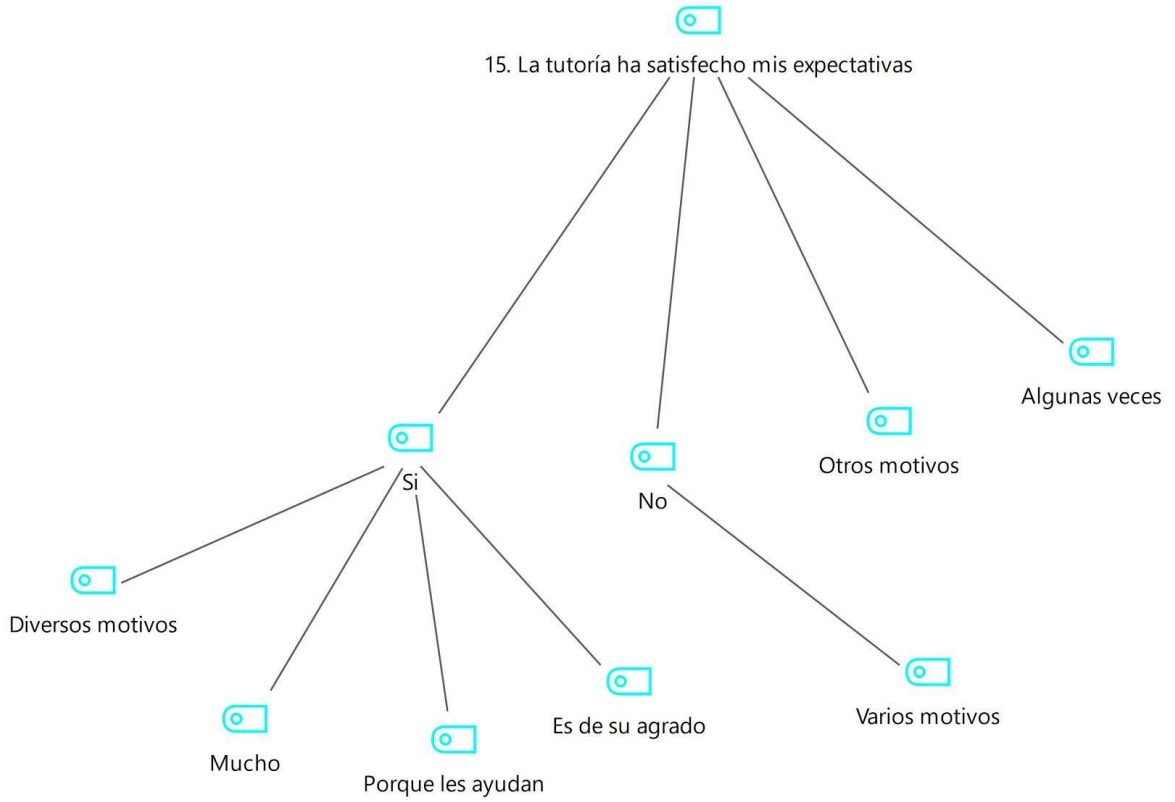 15. La tutoría ha satisfecho mis expectativas
Algunas veces
Otros motivos
Si
No
Diversos motivos
Varios motivos
Es de su agrado
Mucho
Porque les ayudan